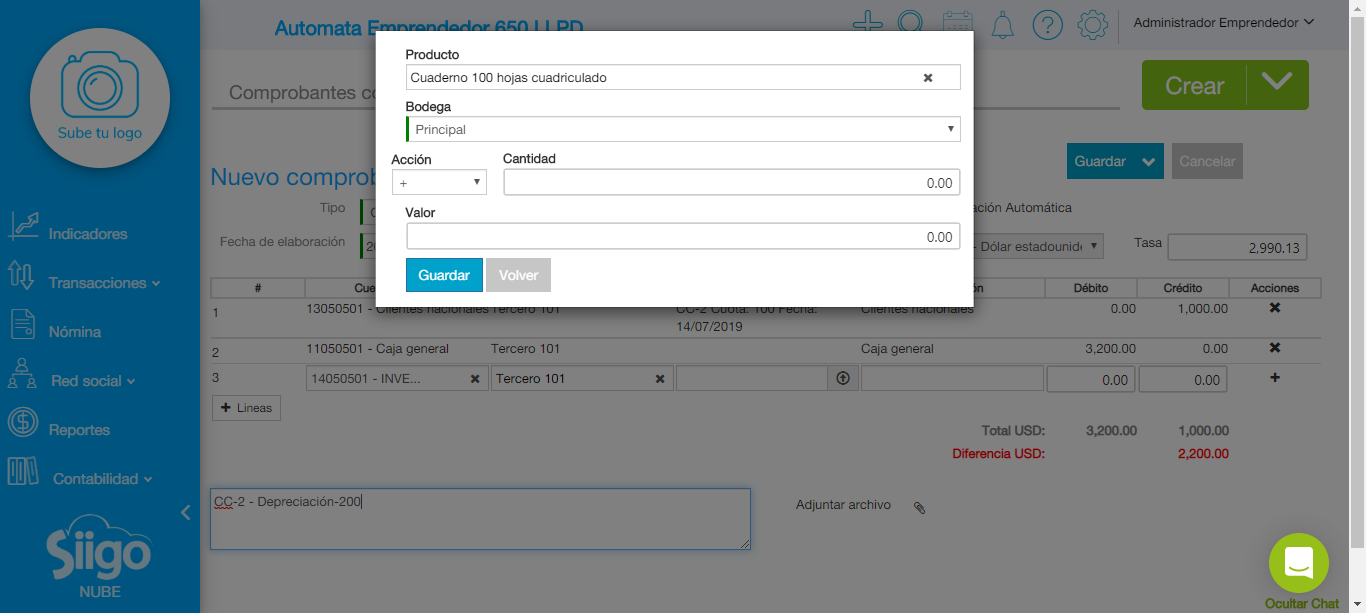 Automata Emprendedor 650 LLPD
Administrador Emprendedor
Sube tu logo
Indicadores
Transacciones
Nómina
Red social
Reportes
Contabilidad
Siigo
NUBE
Comprobantes co
Crear
Guardar
Cancelar
Nuevo comprob
Tipo
ación Automática
Fecha de elaboración
20
- Dólar estadounide
Tasa
2,990.13
Producto
Cuaderno 100 hojas cuadriculado
Bodega
Principal
Acción
Cantidad
+
0.00
Valor
0.00
Guardar
Volver
# Cue ón Débito Crédito Acciones
1 13050501 - Clientes nacionales Tercero 101 CC-2 Cuota: 100 Fecha: 14/07/2019 Clientes nacionales 0.00 1,000.00
2 11050501 - Caja general Tercero 101 Caja general 3,200.00 0.00
3 14050501 - INVE... Tercero 101 0.00 0.00
+ Lineas
Total USD: 3,200.00 1,000.00
Diferencia USD: 2,200.00
CC-2 - Depreciación-200
Adjuntar archivo
Ocultar Chat